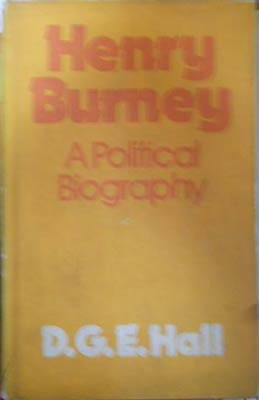 Henry
Burney
A Political
Biography
D.G.E. Hall